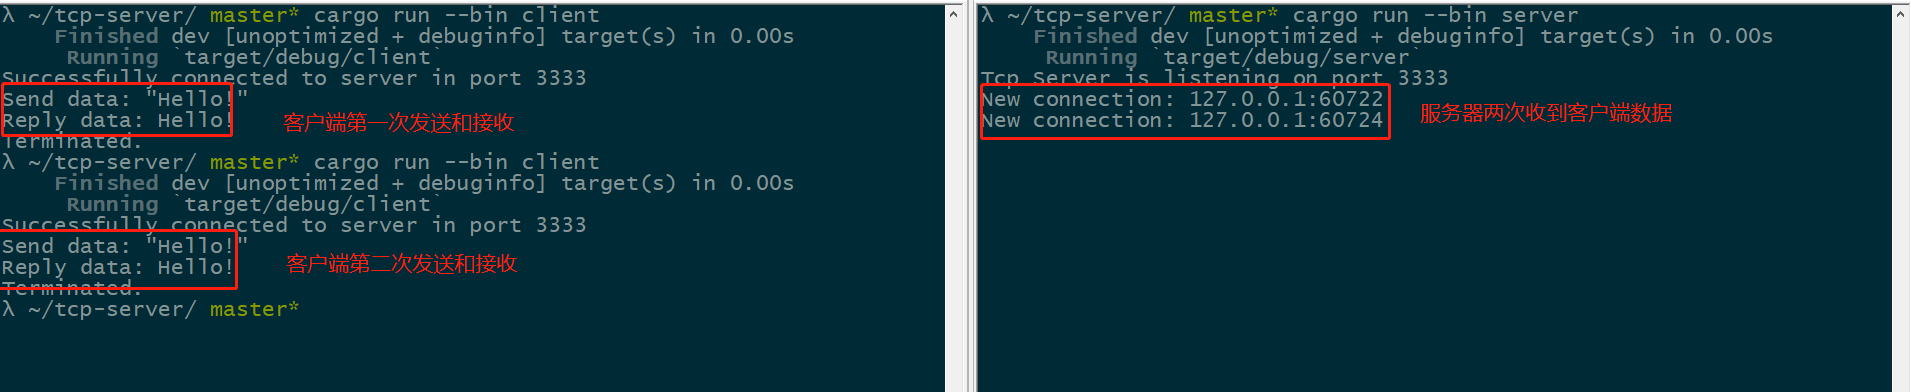 λ ~/tcp-server/ master* cargo run --bin client
Finished dev [unoptimized + debuginfo] target(s) in 0.00s
Running `target/debug/client`
Successfully connected to server in port 3333
Send data: "Hello!"
Reply data: Hello!
客户端第一次发送和接收
Terminated.
λ ~/tcp-server/ master* cargo run --bin client
Finished dev [unoptimized + debuginfo] target(s) in 0.00s
Running `target/debug/client`
Successfully connected to server in port 3333
Send data: "Hello!"
Reply data: Hello!
客户端第二次发送和接收
Terminated.
λ ~/tcp-server/ master*
λ ~/tcp-server/ master* cargo run --bin server
Finished dev [unoptimized + debuginfo] target(s) in 0.00s
Running `target/debug/server`
Tcp Server is listening on port 3333
New connection: 127.0.0.1:60722
New connection: 127.0.0.1:60724
服务器两次收到客户端数据